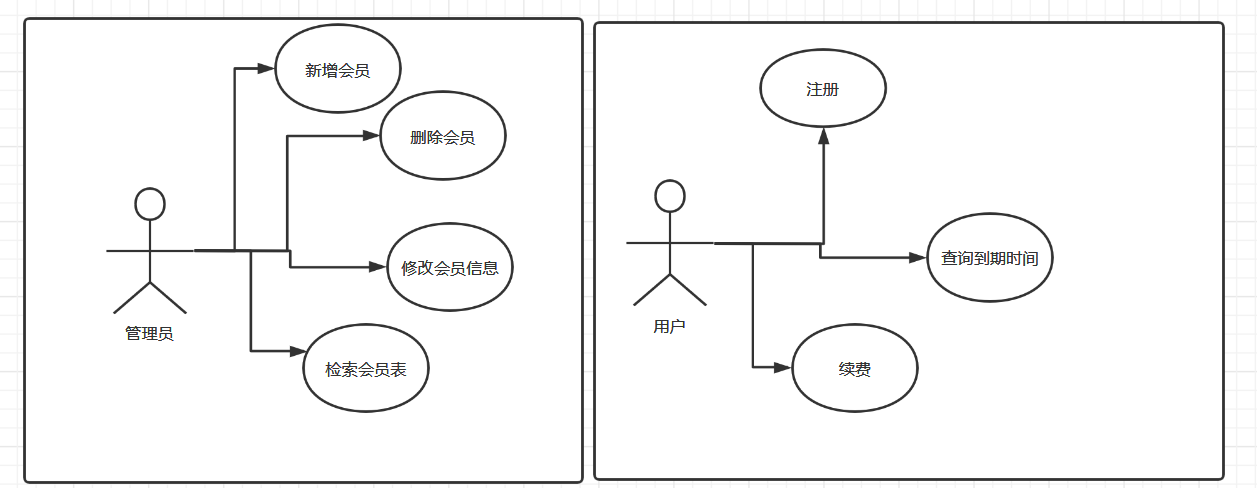 新增会员
删除会员
修改会员信息
检索会员表
管理员
注册
查询到期时间
续费
用户